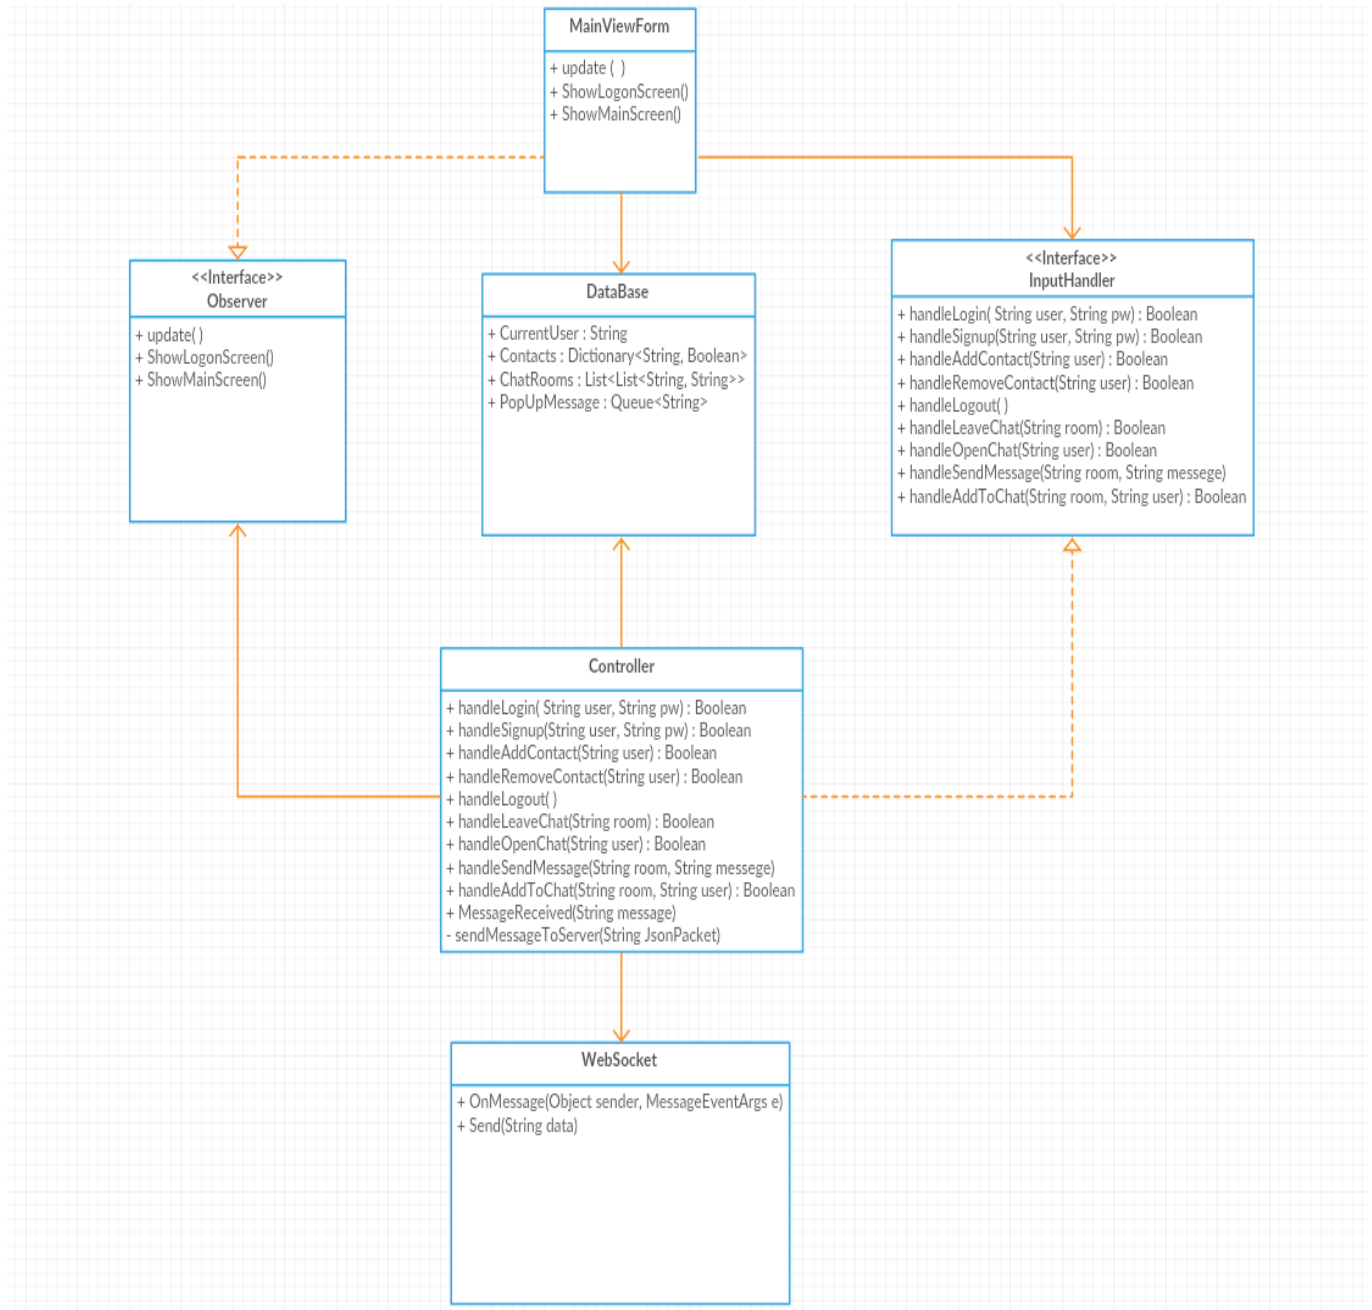 MainViewForm
+ update (  )
+ ShowLogonScreen()
+ ShowMainScreen()
<<Interface>>
Observer
+ update( )
+ ShowLogonScreen()
+ ShowMainScreen()
DataBase
+ CurrentUser : String
+ Contacts : Dictionary<String, Boolean>
+ ChatRooms : List<List<String, String>>
+ PopUpMessage : Queue<String>
<<Interface>>
InputHandler
+ handleLogin( String user, String pw) : Boolean
+ handleSignup(String user, String pw) : Boolean
+ handleAddContact(String user) : Boolean
+ handleRemoveContact(String user) : Boolean
+ handleLogout( )
+ handleLeaveChat(String room) : Boolean
+ handleOpenChat(String user) : Boolean
+ handleSendMessage(String room, String messege)
+ handleAddToChat(String room, String user) : Boolean
Controller
+ handleLogin( String user, String pw) : Boolean
+ handleSignup(String user, String pw) : Boolean
+ handleAddContact(String user) : Boolean
+ handleRemoveContact(String user) : Boolean
+ handleLogout( )
+ handleLeaveChat(String room) : Boolean
+ handleOpenChat(String user) : Boolean
+ handleSendMessage(String room, String messege)
+ handleAddToChat(String room, String user) : Boolean
+ MessageReceived(String message)
- sendMessageToServer(String JsonPacket)
WebSocket
+ OnMessage(Object sender, MessageEventArgs e)
+ Send(String data)